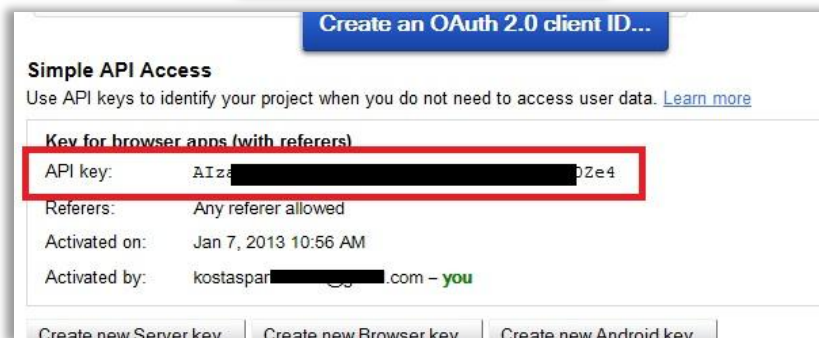 Create an OAuth 2.0 client ID...
Simple API Access
Use API keys to identify your project when you do not need to access user data. Learn more
Key for browser apps (with referers)
API key: AIza DZe4
Referers: Any referer allowed
Activated on: Jan 7, 2013 10:56 AM
Activated by: kostaspar .com – you
Create new Server key... Create new Browser key... Create new Android key...